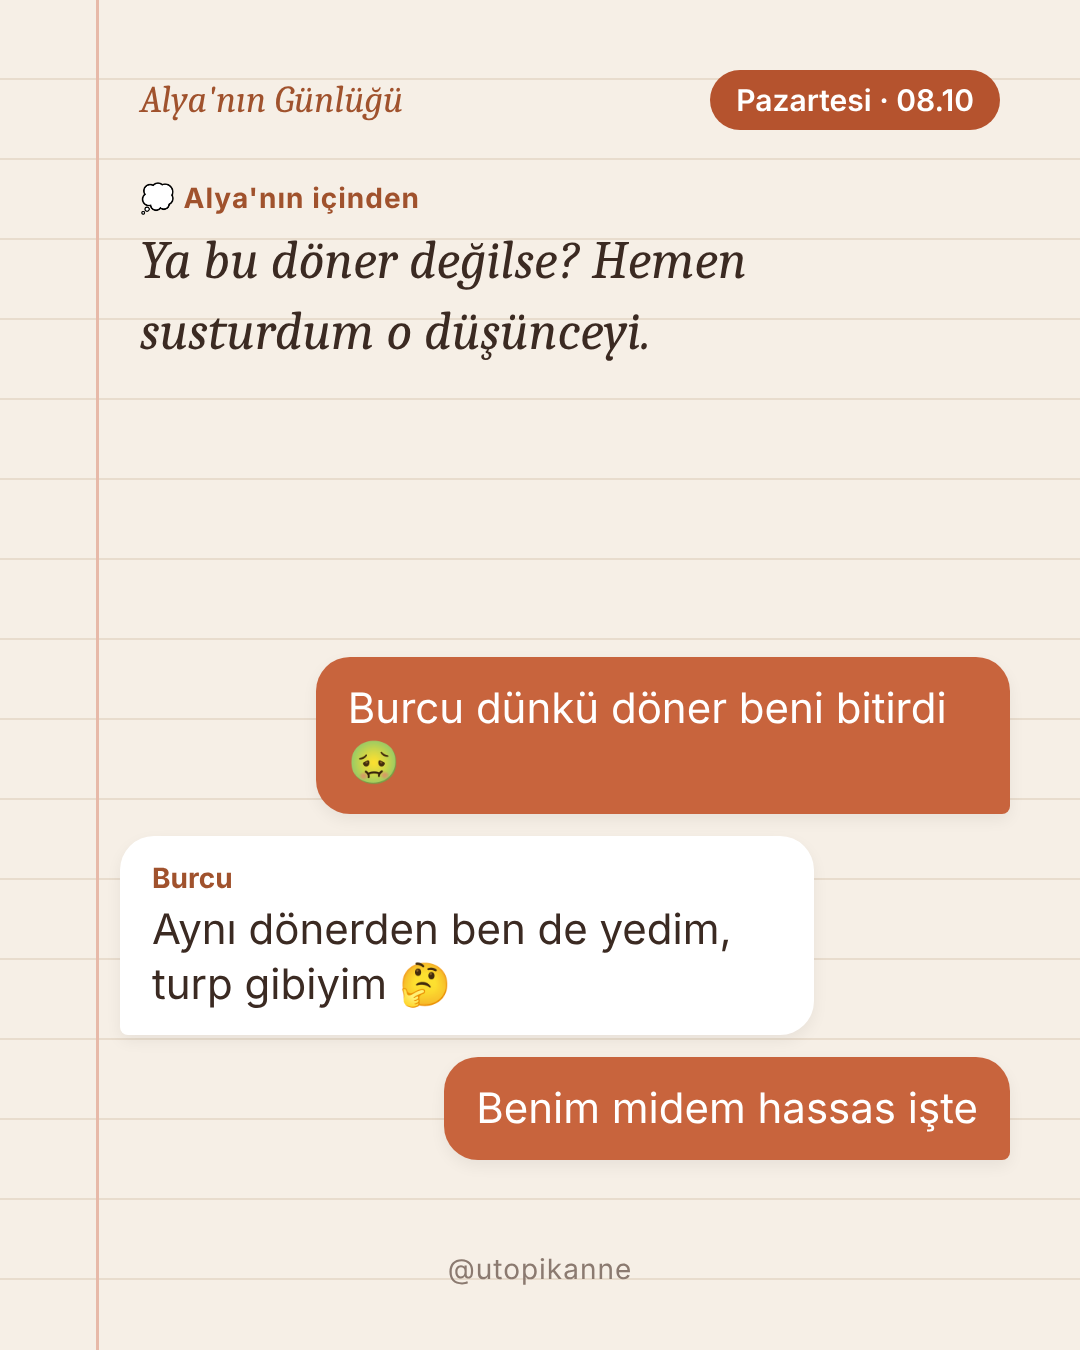 Alya'nın Günlüğü
Pazartesi · 08.10
💭 Alya'nın içinden
Ya bu döner değilse? Hemen
susturdum o düşünceyi.
Burcu dünkü döner beni bitirdi
🤢
Burcu
Aynı dönerden ben de yedim,
turp gibiyim 🤔
Benim midem hassas işte
@utopikanne